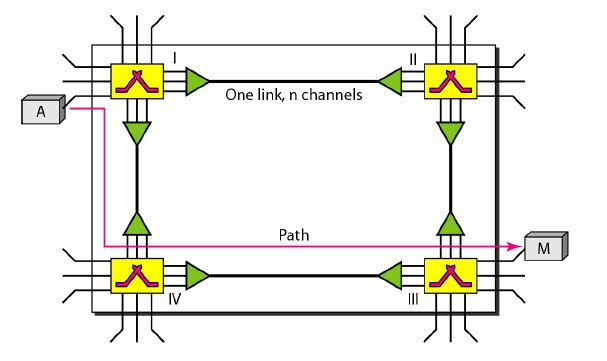 I
II
One link, n channels
A
Path
M
IV
III